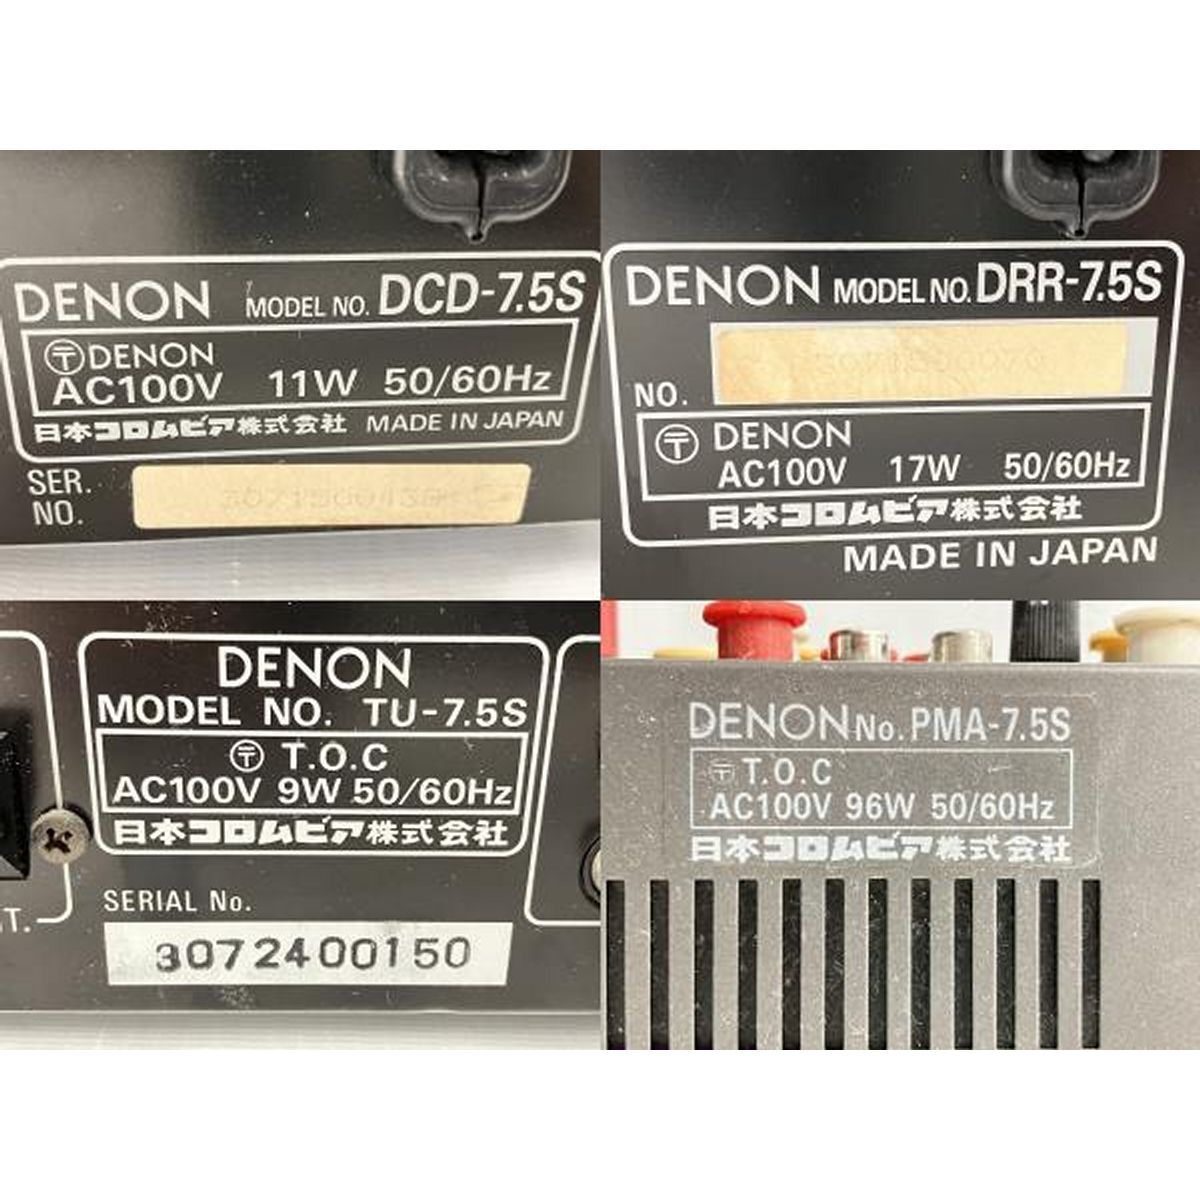 DENON MODEL NO. DCD-7.5S
〒 DENON
AC100V 11W 50/60Hz
日本コロムビア株式会社 MADE IN JAPAN
SER.
NO.
DENON MODEL NO. DRR-7.5S
NO.
〒 DENON
AC100V 17W 50/60Hz
日本コロムビア株式会社
MADE IN JAPAN
DENON
MODEL NO. TU-7.5S
〒 T.O.C
AC100V 9W 50/60Hz
日本コロムビア株式会社
SERIAL No.
3072400150
DENON No. PMA-7.5S
〒 T.O.C
AC100V 96W 50/60Hz
日本コロムビア株式会社